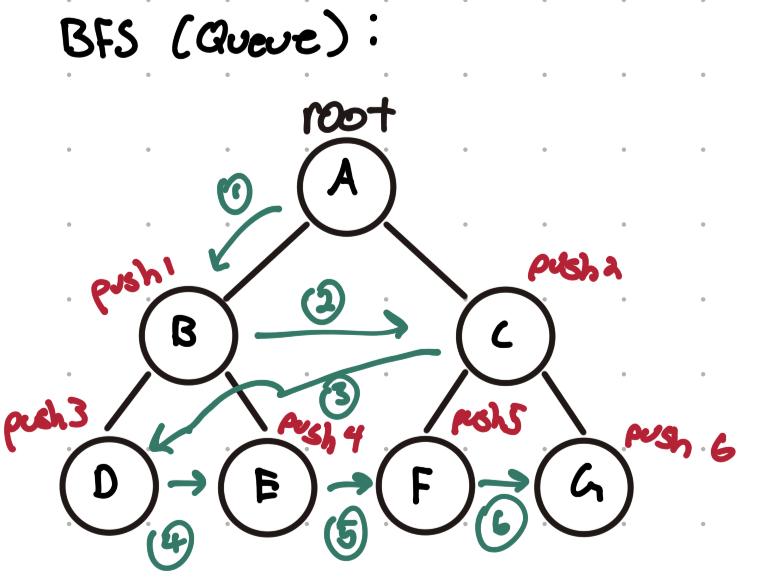 BFS (Queue):
root
A
①
push1
push2
②
B
C
③
push3
push4
push5
push 6
D
E
F
G
④
⑤
⑥